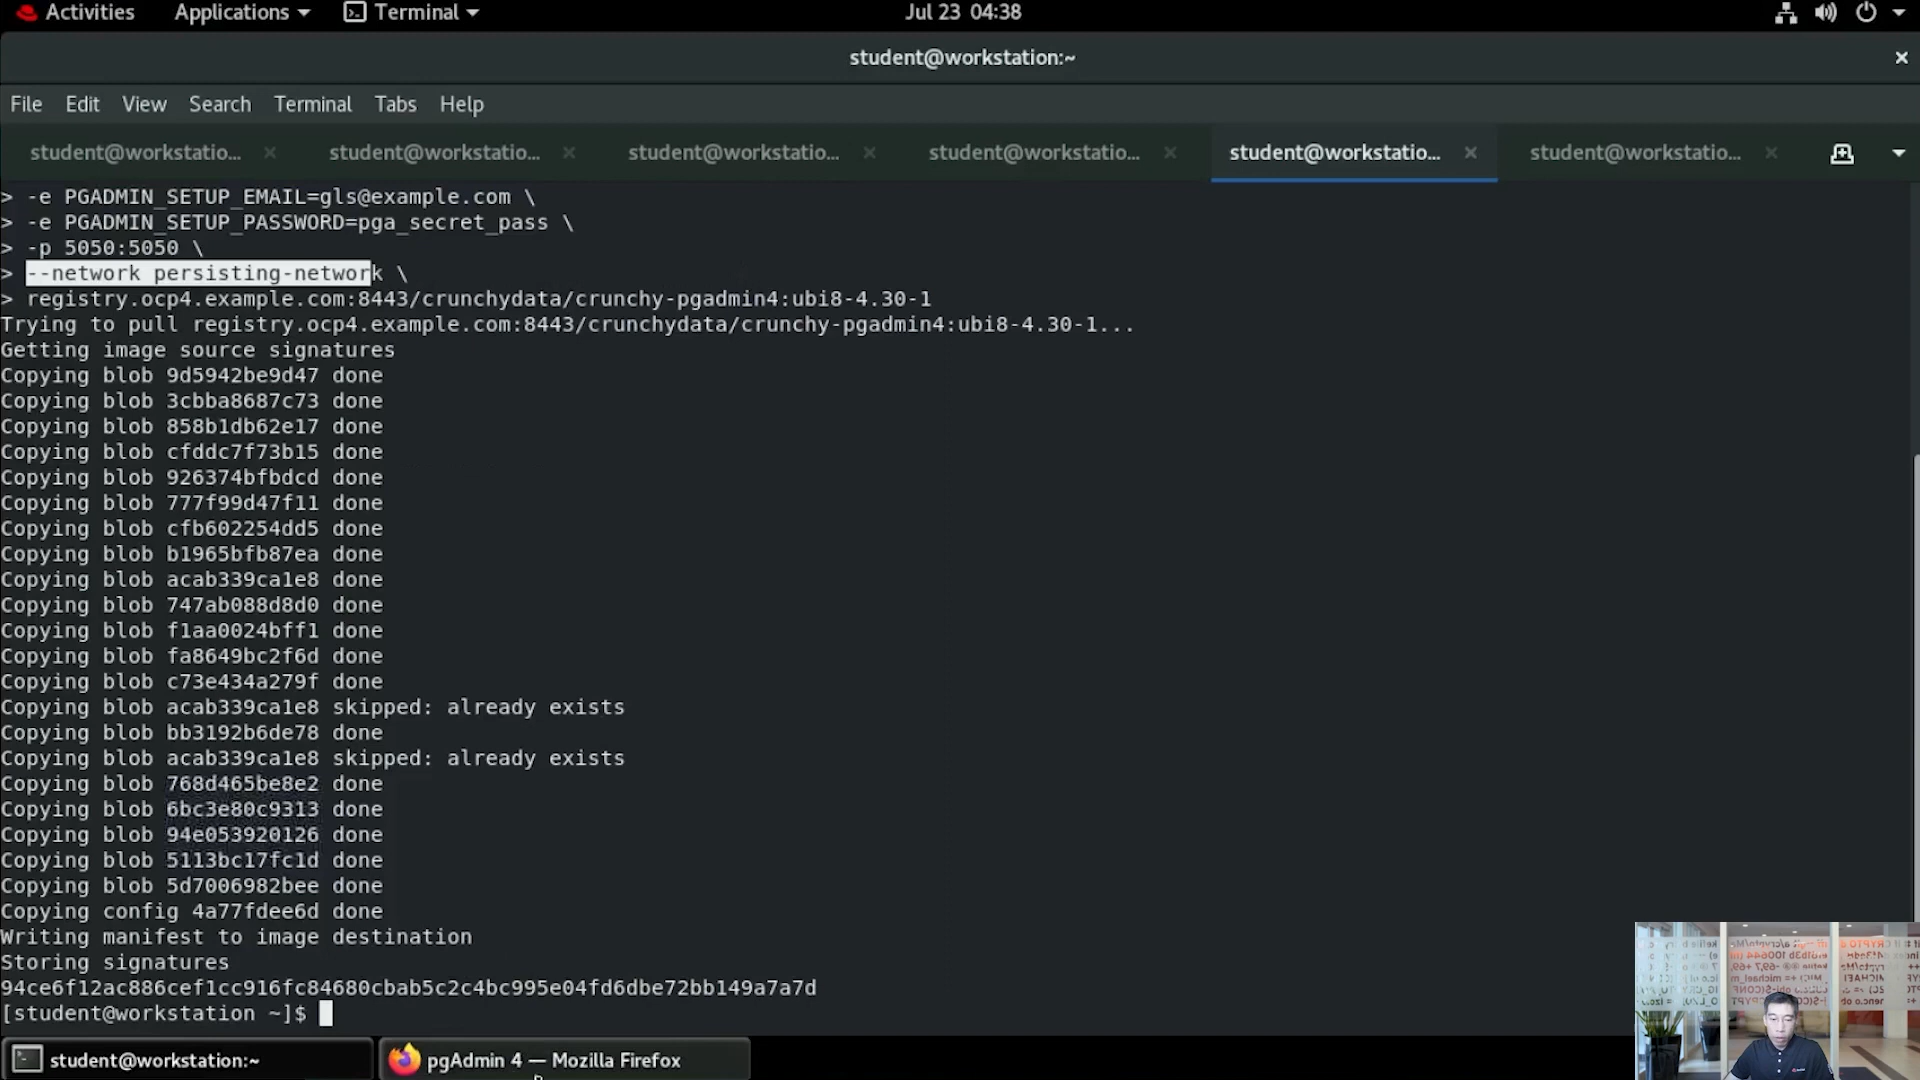 Activities Applications Terminal Jul 23 04:38
student@workstation:~
File Edit View Search Terminal Tabs Help
student@workstatio... student@workstatio... student@workstatio... student@workstatio... student@workstatio... student@workstatio...
> -e PGADMIN_SETUP_EMAIL=gls@example.com \
> -e PGADMIN_SETUP_PASSWORD=pga_secret_pass \
> -p 5050:5050 \
> --network persisting-network \
> registry.ocp4.example.com:8443/crunchydata/crunchy-pgadmin4:ubi8-4.30-1
Trying to pull registry.ocp4.example.com:8443/crunchydata/crunchy-pgadmin4:ubi8-4.30-1...
Getting image source signatures
Copying blob 9d5942be9d47 done
Copying blob 3cbba8687c73 done
Copying blob 858b1db62e17 done
Copying blob cfddc7f73b15 done
Copying blob 926374bfbdcd done
Copying blob 777f99d47f11 done
Copying blob cfb602254dd5 done
Copying blob b1965bfb87ea done
Copying blob acab339ca1e8 done
Copying blob 747ab088d8d0 done
Copying blob f1aa0024bff1 done
Copying blob fa8649bc2f6d done
Copying blob c73e434a279f done
Copying blob acab339ca1e8 skipped: already exists
Copying blob bb3192b6de78 done
Copying blob acab339ca1e8 skipped: already exists
Copying blob 768d465be8e2 done
Copying blob 6bc3e80c9313 done
Copying blob 94e053920126 done
Copying blob 5113bc17fc1d done
Copying blob 5d7006982bee done
Copying config 4a77fdee6d done
Writing manifest to image destination
Storing signatures
94ce6f12ac886cef1cc916fc84680cbab5c2c4bc995e04fd6dbe72bb149a7a7d
[student@workstation ~]$
student@workstation:~ pgAdmin 4 — Mozilla Firefox